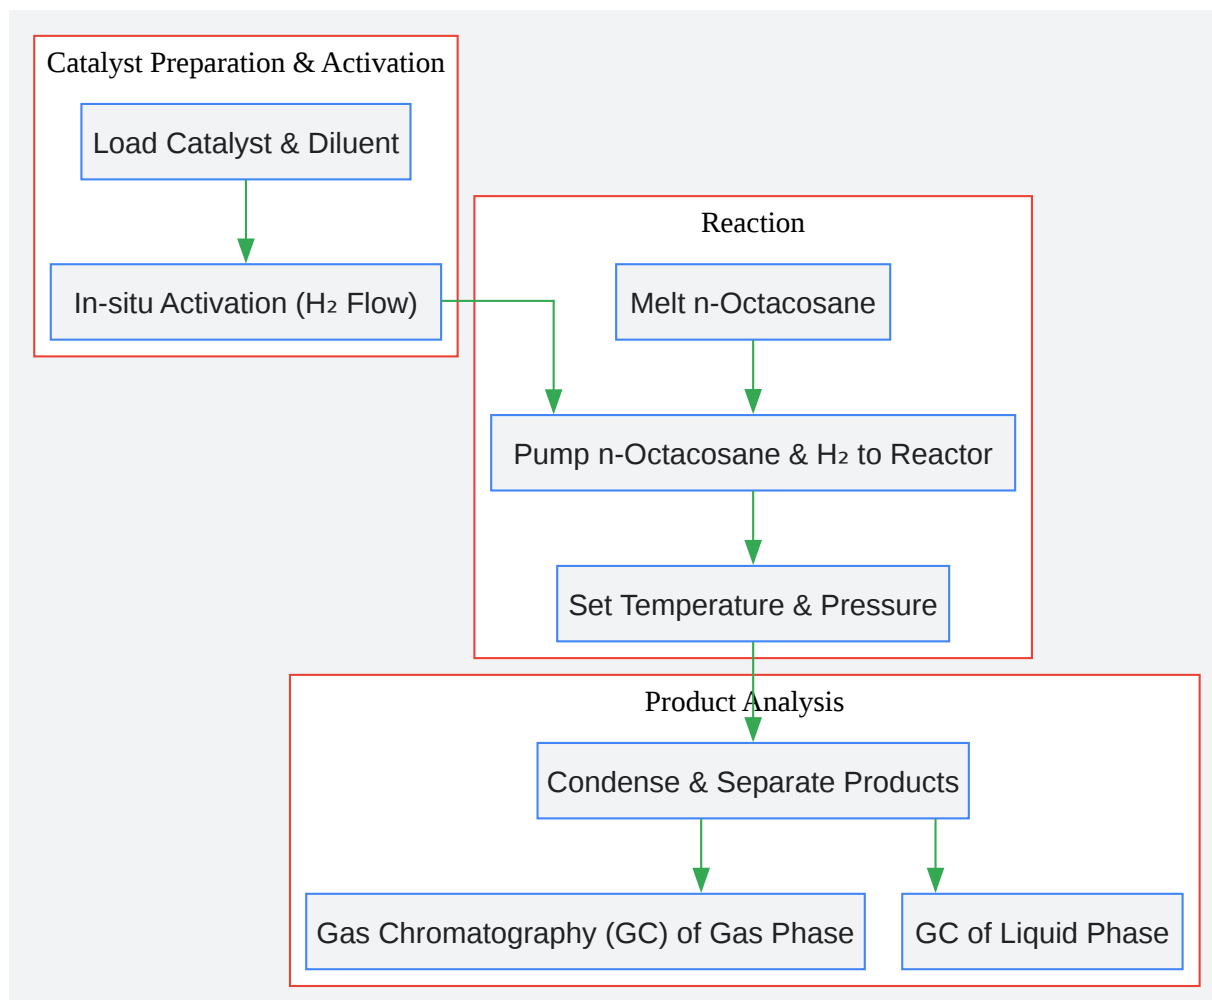 Catalyst Preparation & Activation
Load Catalyst & Diluent
In-situ Activation (H₂ Flow)
Reaction
Melt n-Octacosane
Pump n-Octacosane & H₂ to Reactor
Set Temperature & Pressure
Product Analysis
Condense & Separate Products
Gas Chromatography (GC) of Gas Phase
GC of Liquid Phase